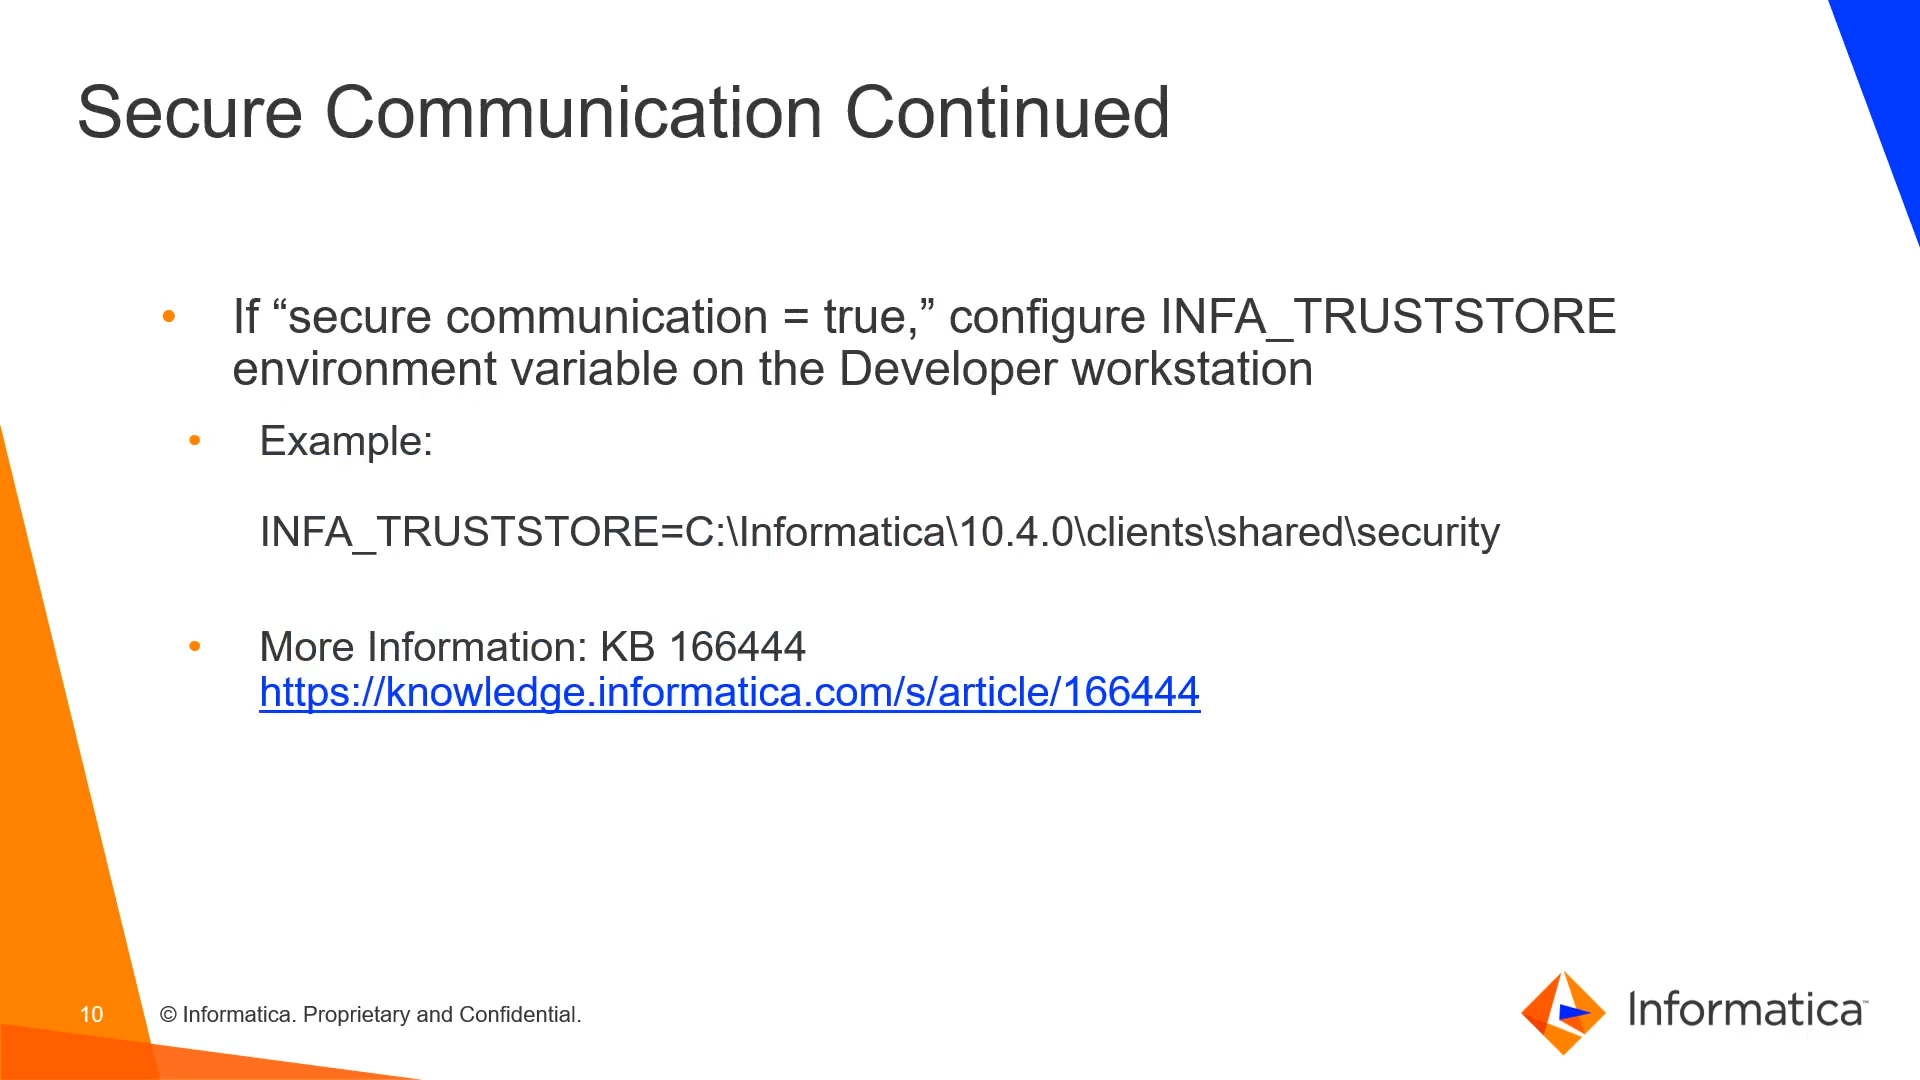 Secure Communication Continued
• If “secure communication = true,” configure INFA_TRUSTSTORE
environment variable on the Developer workstation
• Example:
INFA_TRUSTSTORE=C:\Informatica\10.4.0\clients\shared\security
• More Information: KB 166444
https://knowledge.informatica.com/s/article/166444
10 © Informatica. Proprietary and Confidential.
Informatica™